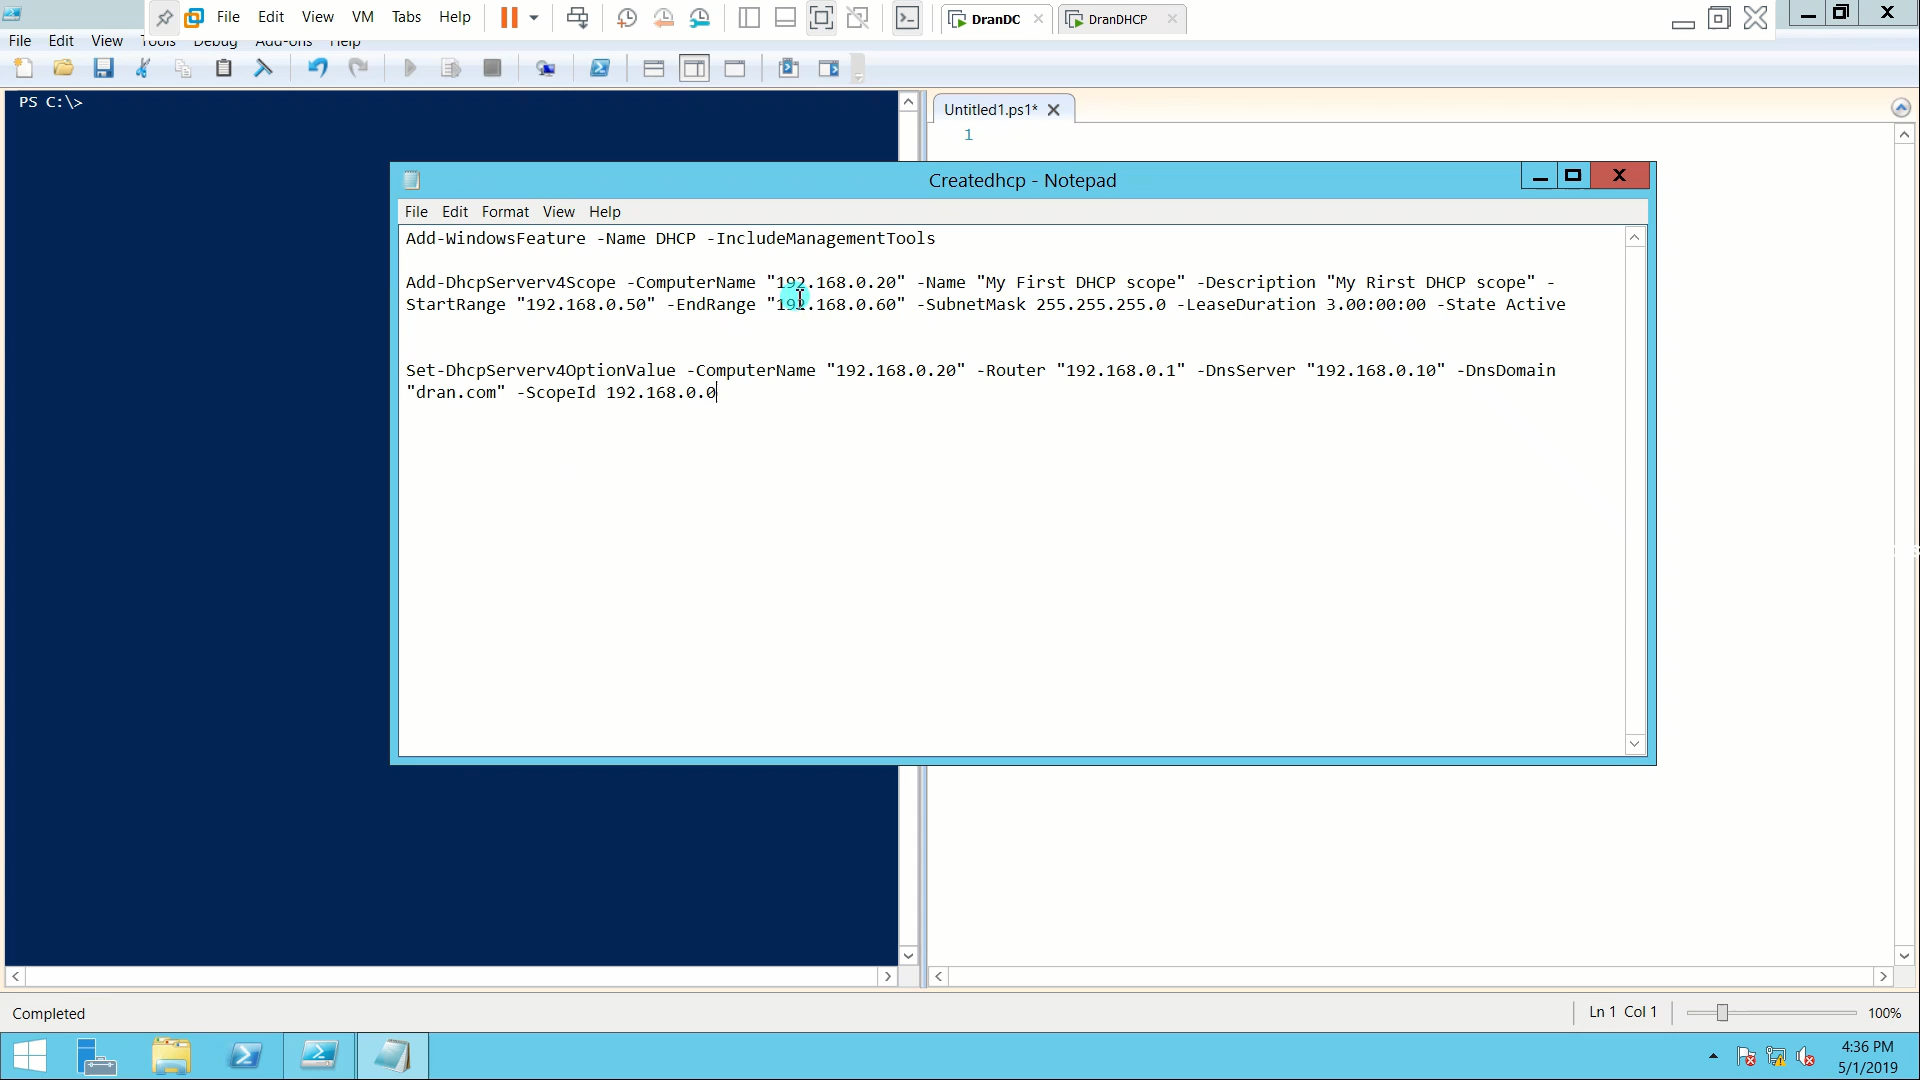 File Edit View VM Tabs Help DranDC DranDHCP
File Edit View Tools Debug Add-ons Help
PS C:\>
Untitled1.ps1*
1
Createdhcp - Notepad
File Edit Format View Help
Add-WindowsFeature -Name DHCP -IncludeManagementTools
Add-DhcpServerv4Scope -ComputerName "192.168.0.20" -Name "My First DHCP scope" -Description "My Rirst DHCP scope" -
StartRange "192.168.0.50" -EndRange "192.168.0.60" -SubnetMask 255.255.255.0 -LeaseDuration 3.00:00:00 -State Active
Set-DhcpServerv4OptionValue -ComputerName "192.168.0.20" -Router "192.168.0.1" -DnsServer "192.168.0.10" -DnsDomain
"dran.com" -ScopeId 192.168.0.0
Completed
Ln 1 Col 1
100%
4:36 PM
5/1/2019